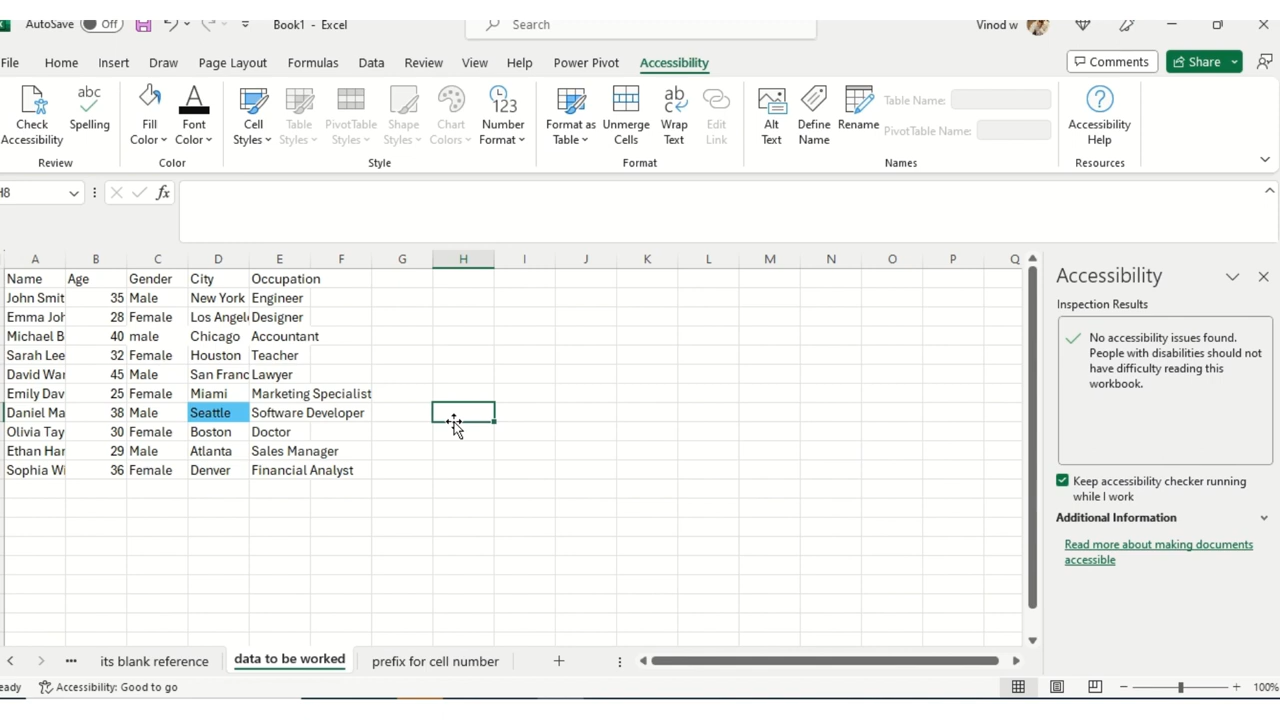 AutoSave Off Book1 - Excel Search Vinod w
File Home Insert Draw Page Layout Formulas Data Review View Help Power Pivot Accessibility Comments Share
Check Accessibility
abc Spelling
Fill Color
Font Color
Cell Styles
Table Styles
PivotTable Styles
Shape Styles
Chart Colors
123 Number Format
Format as Table
Unmerge Cells
ab Wrap Text
Edit Link
Alt Text
Define Name
Rename
Table Name:
PivotTable Name:
Accessibility Help
Review Color Style Format Names Resources
H8 fx
A B C D E F G H I J K L M N O P Q
Name Age Gender City Occupation
John Smit 35 Male New York Engineer
Emma Joh 28 Female Los Angel Designer
Michael B 40 male Chicago Accountant
Sarah Lee 32 Female Houston Teacher
David War 45 Male San Franc Lawyer
Emily Dav 25 Female Miami Marketing Specialist
Daniel Ma 38 Male Seattle Software Developer
Olivia Tay 30 Female Boston Doctor
Ethan Har 29 Male Atlanta Sales Manager
Sophia Wi 36 Female Denver Financial Analyst
Accessibility
Inspection Results
No accessibility issues found.
People with disabilities should not
have difficulty reading this
workbook.
Keep accessibility checker running
while I work
Additional Information
Read more about making documents
accessible
... its blank reference data to be worked prefix for cell number
eady Accessibility: Good to go 100%